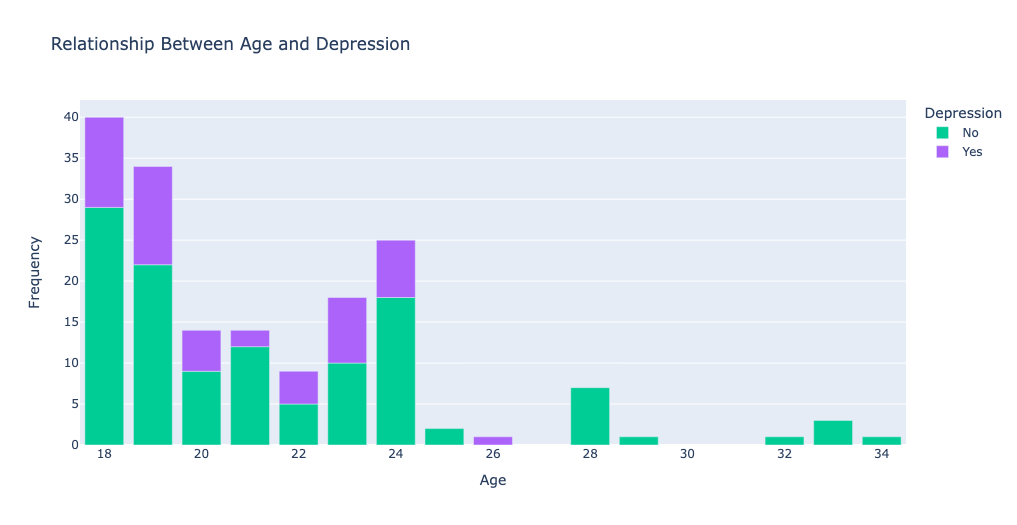 Relationship Between Age and Depression
Depression
No
Yes
Frequency
40
35
30
25
20
15
10
5
0
18 20 22 24 26 28 30 32 34
Age